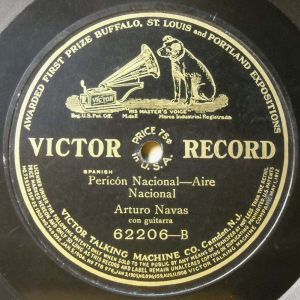 AWARDED FIRST PRIZE BUFFALO, ST. LOUIS and PORTLAND EXPOSITIONS
VICTOR
"HIS MASTER'S VOICE"
Reg. U.S. Pat. Off. M. de F. Marca Industrial Registrada
PRICE 75¢
in U.S.A.
VICTOR RECORD
SPANISH
Pericón Nacional—Aire
Nacional
Arturo Navas
con guitarra
62206-B
VICTOR TALKING MACHINE CO. Camden, N.J.